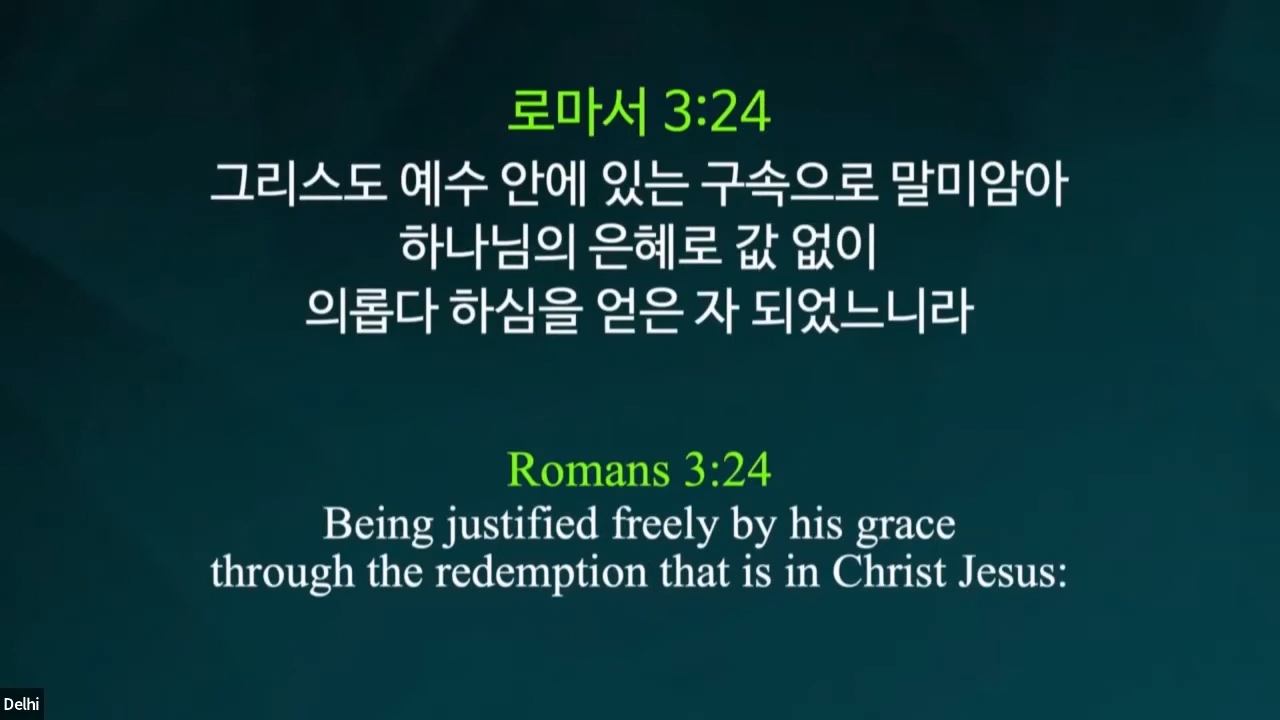 로마서 3:24
그리스도 예수 안에 있는 구속으로 말미암아
하나님의 은혜로 값 없이
의롭다 하심을 얻은 자 되었느니라
Romans 3:24
Being justified freely by his grace
through the redemption that is in Christ Jesus:
Delhi